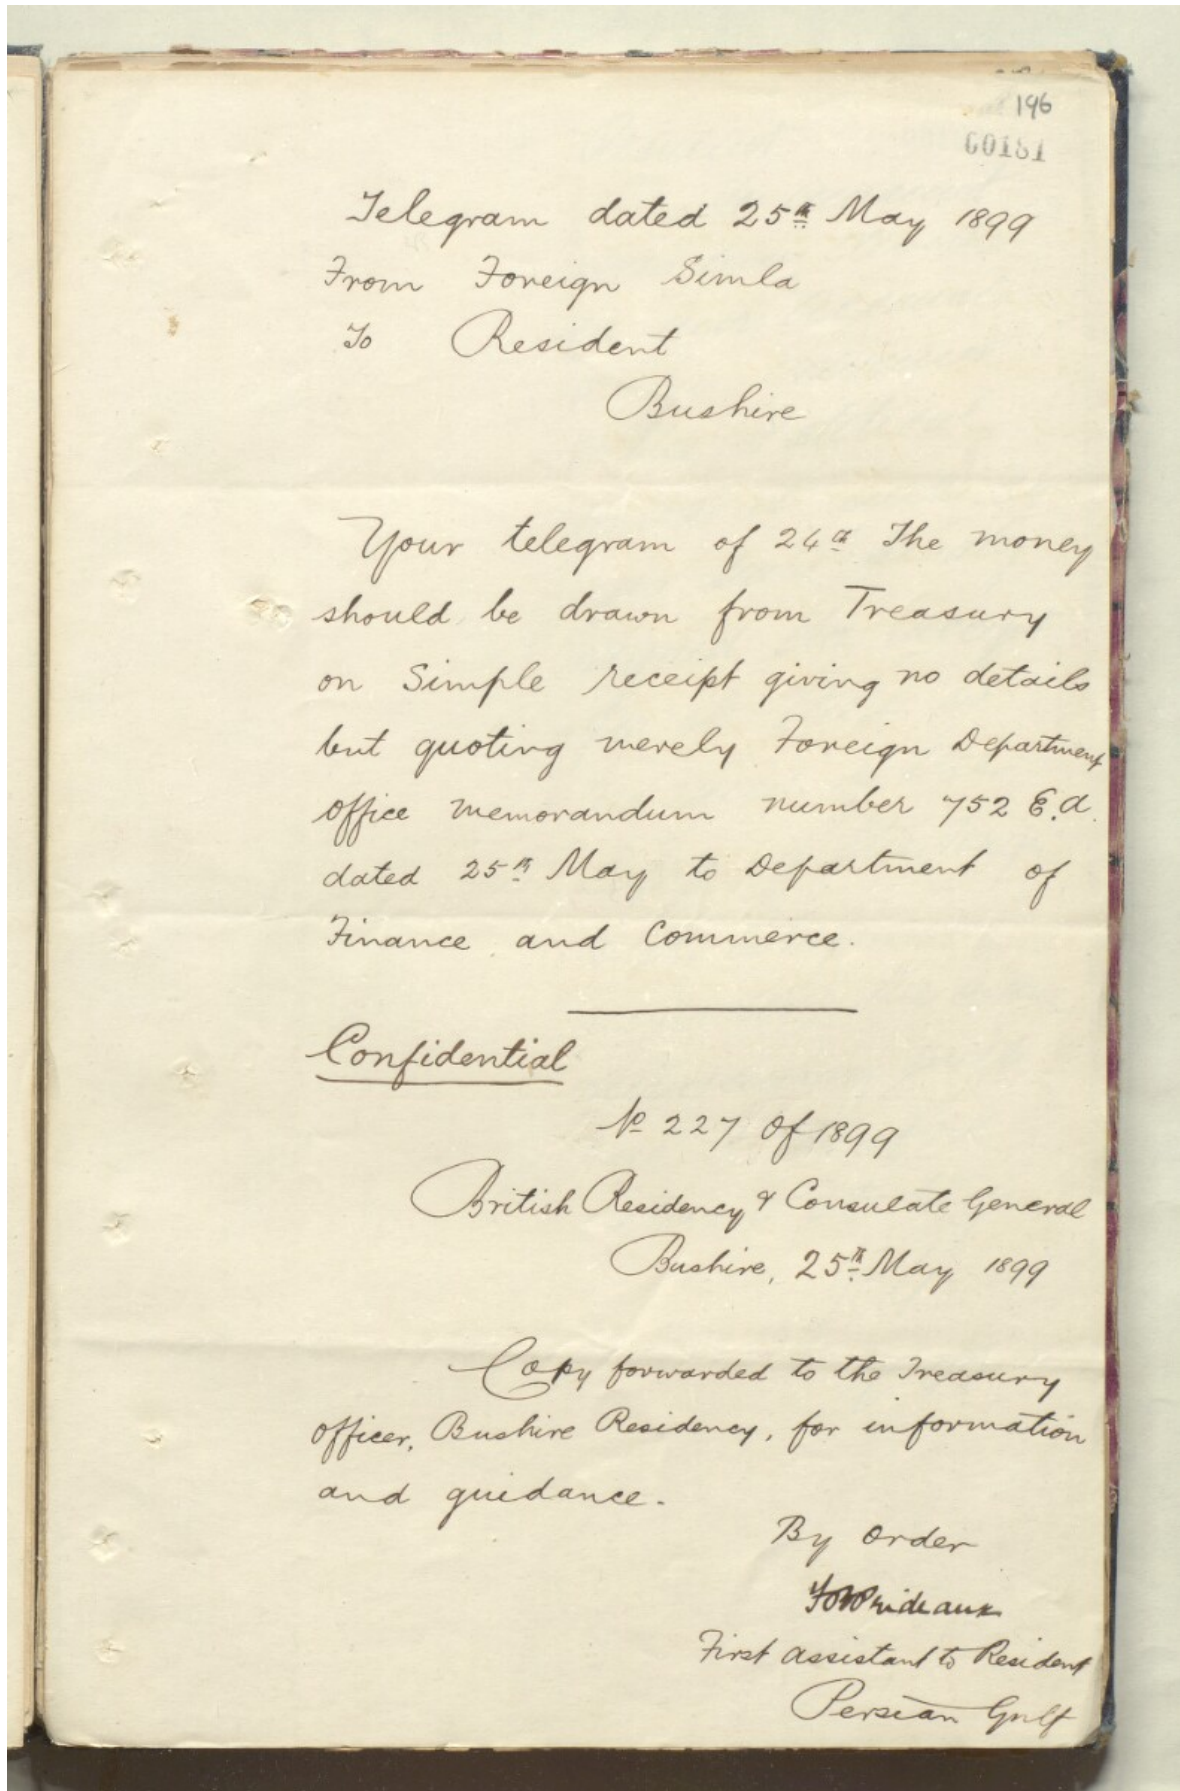 196
00181
Telegram dated 25th May 1899
From Foreign Simla
To Resident
Bushire
Your telegram of 24th The money
should be drawn from Treasury
on Simple receipt giving no details
but quoting merely Foreign Department
office memorandum number 752 E.A.
dated 25th May to Department of
Finance and Commerce.
Confidential
No 227 of 1899
British Residency & Consulate General
Bushire, 25th May 1899
Copy forwarded to the Treasury
officer, Bushire Residency, for information
and guidance.
By order
Prideaux
First Assistant to Resident
Persian Gulf